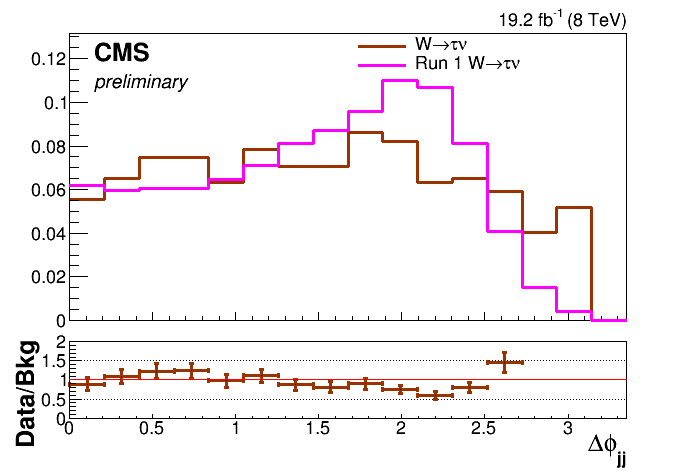 19.2 fb⁻¹ (8 TeV)
CMS
preliminary
W→τν
Run 1 W→τν
0.12
0.1
0.08
0.06
0.04
0.02
0
Data/Bkg
2
1.5
1
0.5
0
0 0.5 1 1.5 2 2.5 3
Δϕjj